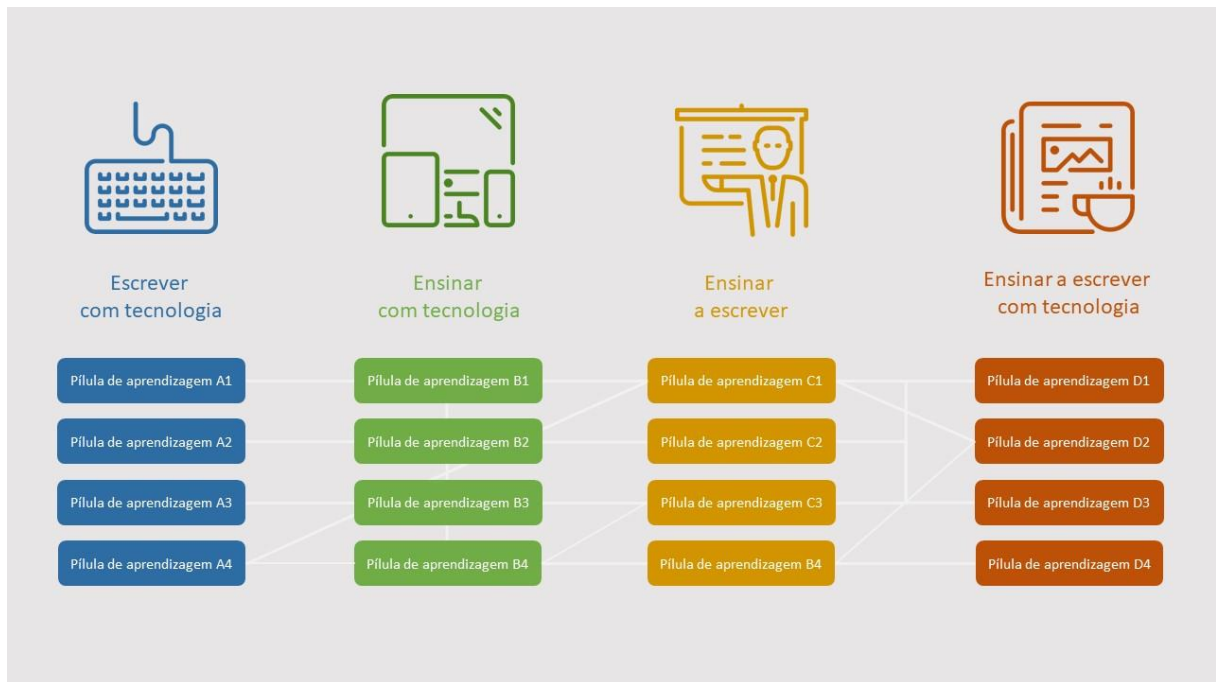 Escrever
com tecnologia
Ensinar
com tecnologia
Ensinar
a escrever
Ensinar a escrever
com tecnologia
Pílula de aprendizagem A1
Pílula de aprendizagem B1
Pílula de aprendizagem C1
Pílula de aprendizagem D1
Pílula de aprendizagem A2
Pílula de aprendizagem B2
Pílula de aprendizagem C2
Pílula de aprendizagem D2
Pílula de aprendizagem A3
Pílula de aprendizagem B3
Pílula de aprendizagem C3
Pílula de aprendizagem D3
Pílula de aprendizagem A4
Pílula de aprendizagem B4
Pílula de aprendizagem B4
Pílula de aprendizagem D4